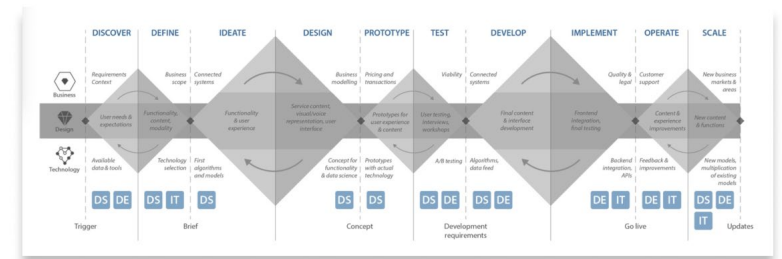 DISCOVER
DEFINE
IDEATE
DESIGN
PROTOTYPE
TEST
DEVELOP
IMPLEMENT
OPERATE
SCALE
Business
Requirements
Context
Business
scope
Connected
systems
Business
modelling
Pricing and
transactions
Viability
Connected
systems
Quality &
legal
Customer
support
New business
markets &
areas
Design
User needs &
expectations
Functionality,
content,
usability
Functionality
& user
experience
Service content,
visual/voice
representation, user
interface
Prototypes for
user experience
& content
User testing,
interviews,
workshops
Final content
& interface
development
Frontend
integration,
final testing
Content &
experience
improvements
New content
& functions
Technology
Available
data & tools
Technology
selection
First
algorithms
and models
Concept for
functionality
& data science
Prototypes
with actual
technology
A/B testing
Algorithms,
data feed
Backend
integration,
APIs
Feedback &
improvements
New models,
multiplication
of existing
models
DS DE
DS IT
DS
DS
DS
DS DE
DS DE
DE IT
DE IT
DS DE
IT
Trigger
Brief
Concept
Development
requirements
Go live
Updates